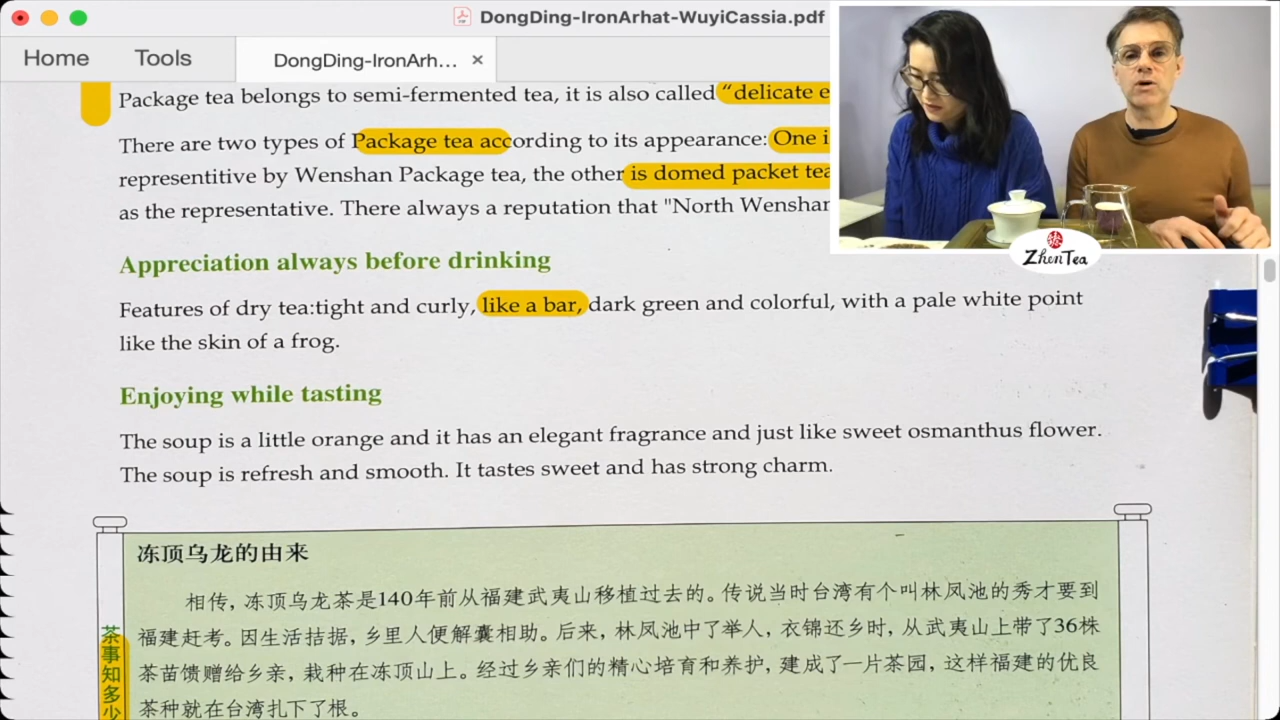 DongDing-IronArhat-WuyiCassia.pdf
Home Tools DongDing-IronArh... ×
Package tea belongs to semi-fermented tea, it is also called “delicate e
There are two types of Package tea according to its appearance: One i
representitive by Wenshan Package tea, the other is domed packet tea
as the representative. There always a reputation that "North Wenshan
Appreciation always before drinking
Features of dry tea:tight and curly, like a bar, dark green and colorful, with a pale white point
like the skin of a frog.
Enjoying while tasting
The soup is a little orange and it has an elegant fragrance and just like sweet osmanthus flower.
The soup is refresh and smooth. It tastes sweet and has strong charm.
冻顶乌龙的由来
相传，冻顶乌龙茶是140年前从福建武夷山移植过去的。传说当时台湾有个叫林凤池的秀才要到
福建赶考。因生活拮据，乡里人便解囊相助。后来，林凤池中了举人，衣锦还乡时，从武夷山上带了36株
茶苗馈赠给乡亲，栽种在冻顶山上。经过乡亲们的精心培育和养护，建成了一片茶园，这样福建的优良
茶种就在台湾扎下了根。
茶事知多少
ZhenTea